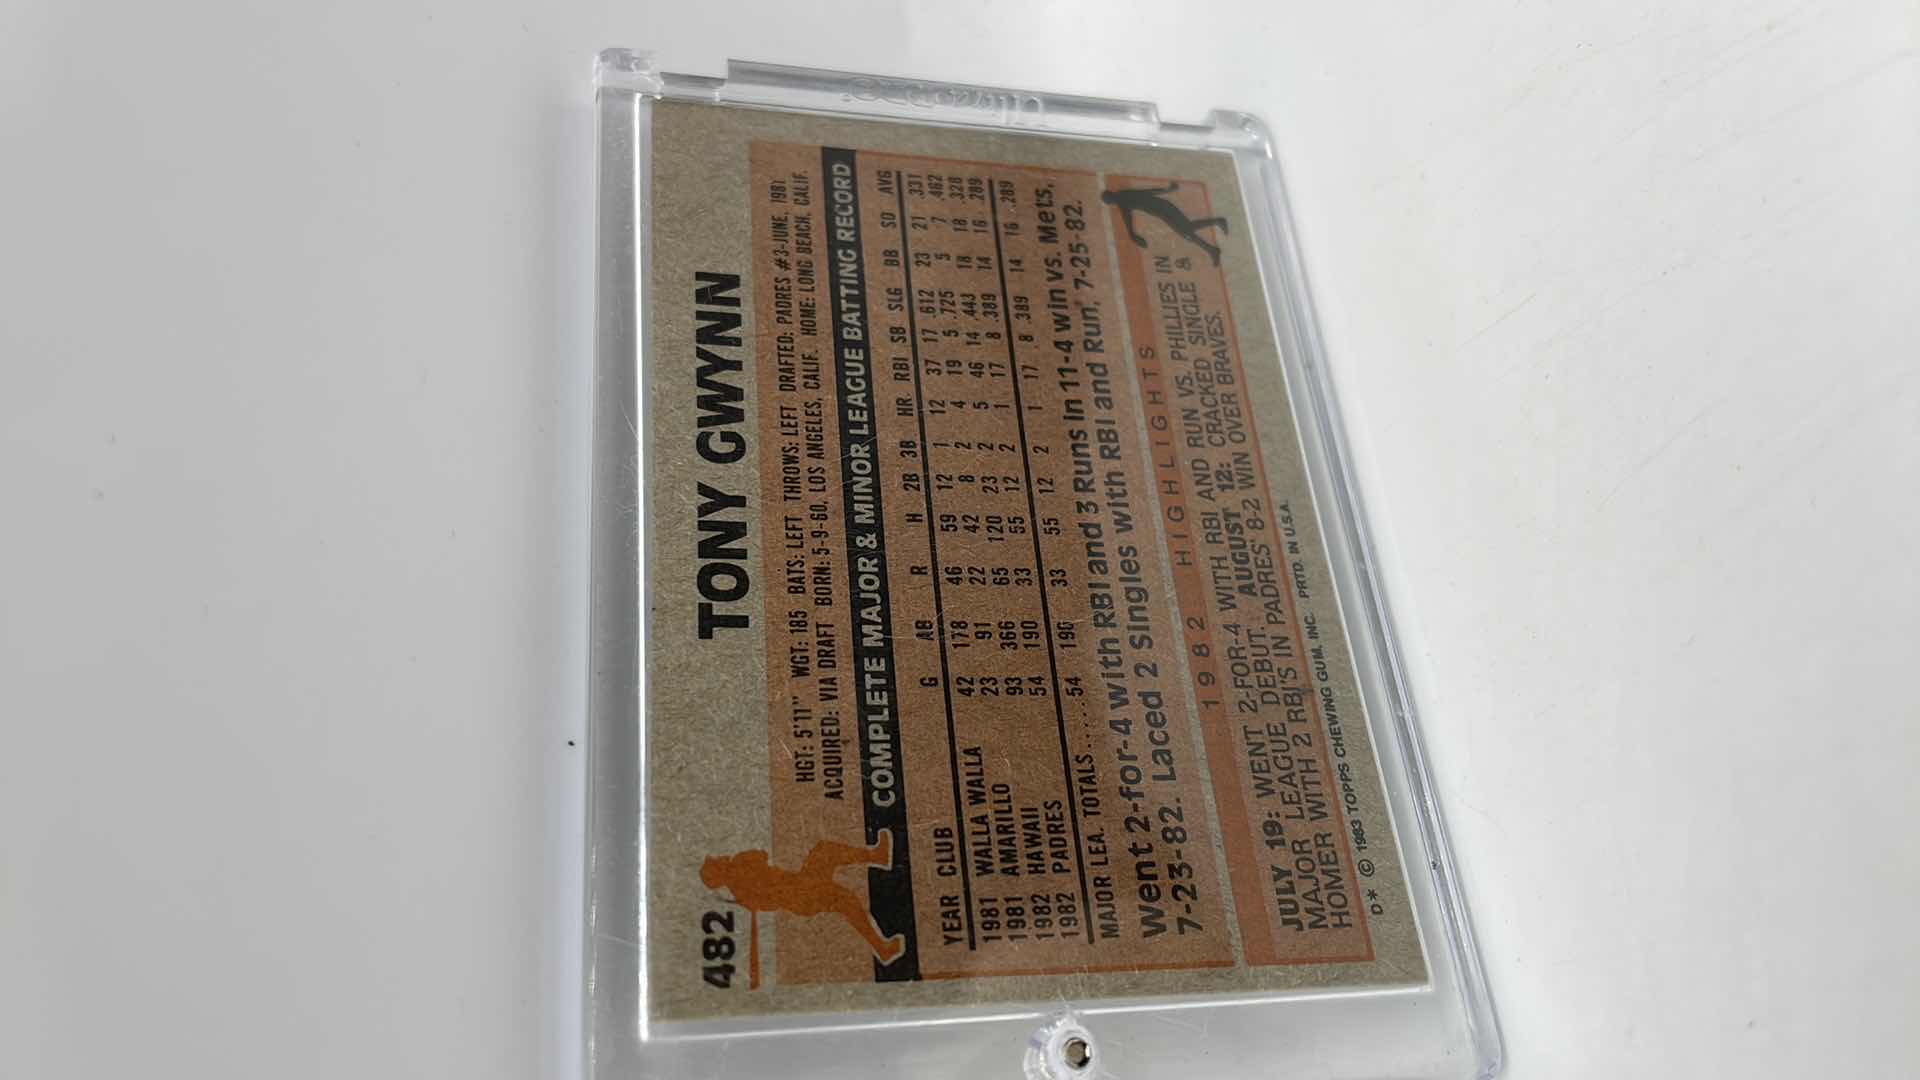 ULTRA PRO
482
TONY GWYNN
HGT: 5'11" WGT: 185 BATS: LEFT THROWS: LEFT DRAFTED: PADRES #3-JUNE, 1981
ACQUIRED: VIA DRAFT BORN: 5-9-60, LOS ANGELES, CALIF. HOME: LONG BEACH, CALIF.
COMPLETE MAJOR & MINOR LEAGUE BATTING RECORD
YEAR CLUB G AB R H 2B 3B HR RBI SB SLG BB SO AVG
1981 WALLA WALLA 42 178 46 59 12 1 12 37 17 .612 23 21 .331
1981 AMARILLO 23 91 22 42 8 2 4 19 5 .725 5 7 .462
1982 HAWAII 93 366 65 120 23 2 5 46 14 .443 18 18 .328
1982 PADRES 54 190 33 55 12 2 1 17 8 .389 14 16 .289
MAJOR LEA. TOTALS...... 54 190 33 55 12 2 1 17 8 .389 14 16 .289
Went 2-for-4 with RBI and 3 Runs in 11-4 win vs. Mets,
7-23-82. Laced 2 Singles with RBI and Run, 7-25-82.
1982 HIGHLIGHTS
JULY 19: WENT 2-FOR-4 WITH RBI AND RUN VS. PHILLIES IN
MAJOR LEAGUE DEBUT. AUGUST 12: CRACKED SINGLE &
HOMER WITH 2 RBI'S IN PADRES' 8-2 WIN OVER BRAVES.
D* © 1983 TOPPS CHEWING GUM, INC. PRTD. IN U.S.A.